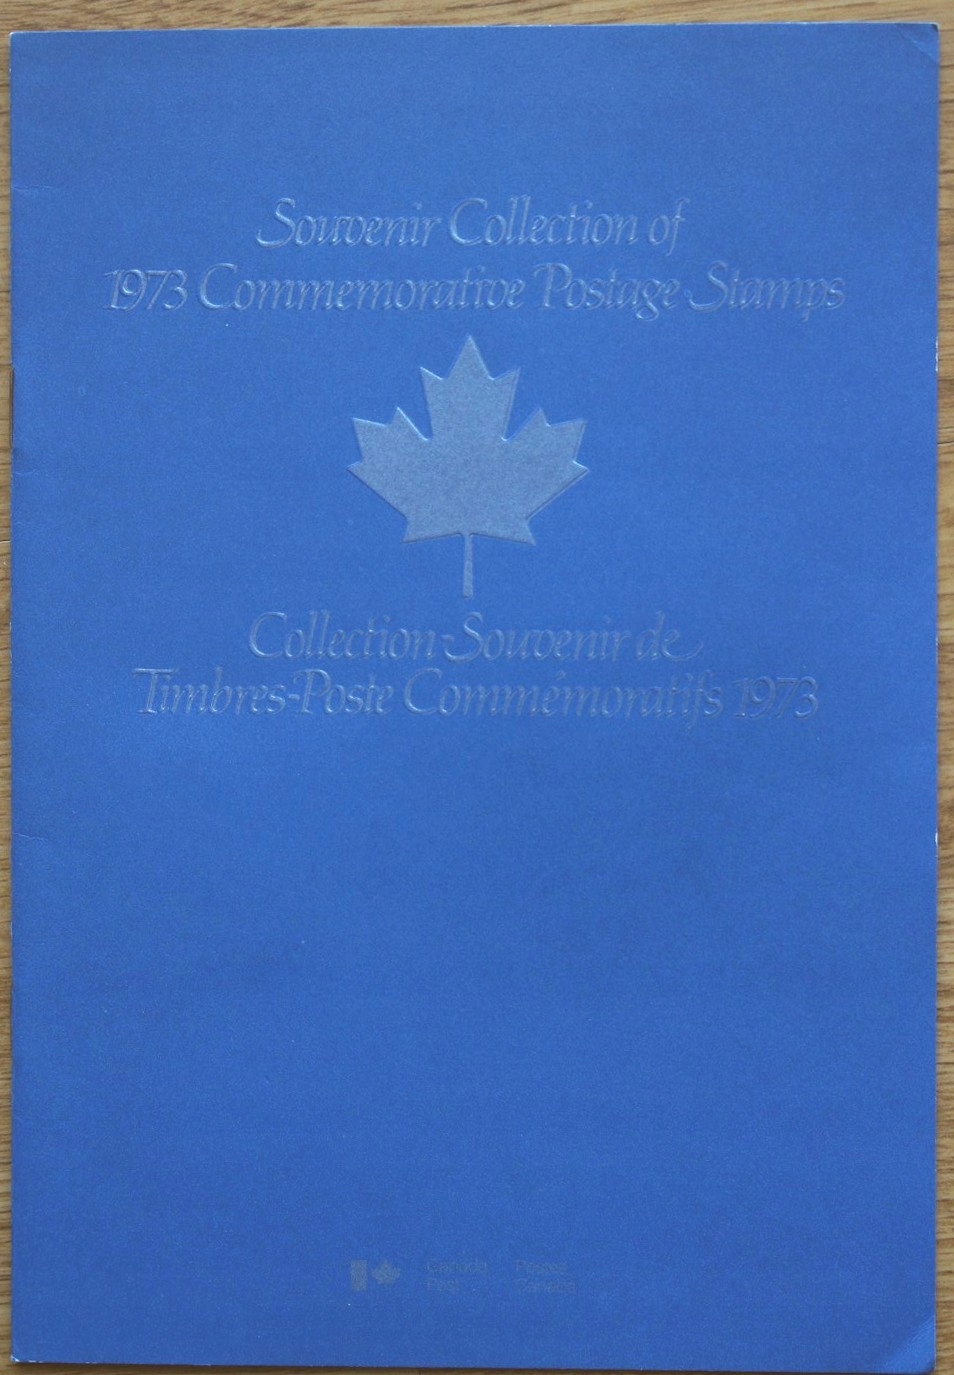 Souvenir Collection of
1973 Commemorative Postage Stamps
Collection-Souvenir de
Timbres-Poste Commémoratifs 1973
Canada Postes
Post Canada